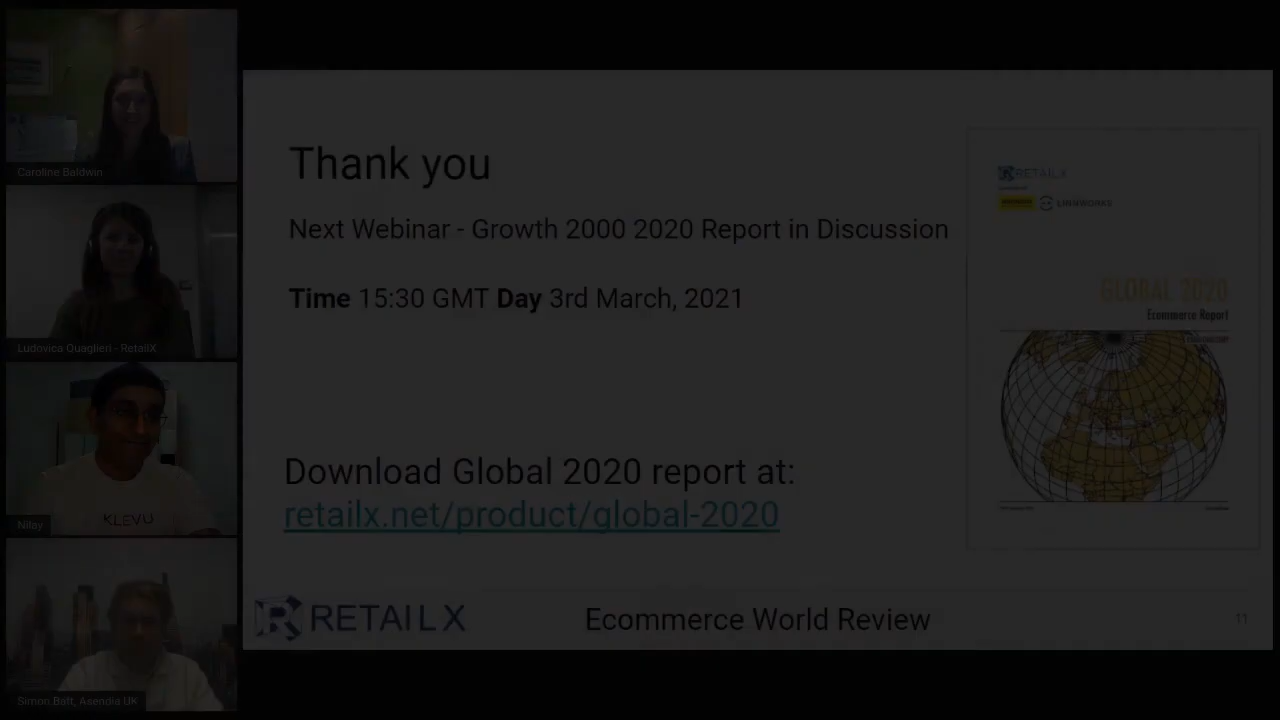 Caroline Baldwin
Ludovica Quaglieri - RetailX
KLEVU
Niloy
Simon Batt, Asendia UK
Thank you
Next Webinar - Growth 2000 2020 Report in Discussion
Time 15:30 GMT Day 3rd March, 2021
Download Global 2020 report at:
retailx.net/product/global-2020
RETAILX
LINNWORKS
GLOBAL 2020
Ecommerce Report
RETAILX
Ecommerce World Review
11